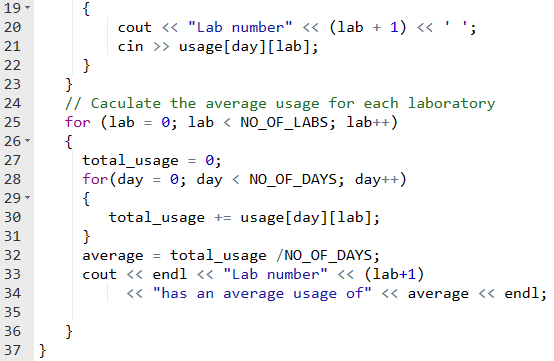 19 {
20 cout << "Lab number" << (lab + 1) << ' ';
21 cin >> usage[day][lab];
22 }
23 }
24 // Caculate the average usage for each laboratory
25 for (lab = 0; lab < NO_OF_LABS; lab++)
26 {
27 total_usage = 0;
28 for(day = 0; day < NO_OF_DAYS; day++)
29 {
30 total_usage += usage[day][lab];
31 }
32 average = total_usage /NO_OF_DAYS;
33 cout << endl << "Lab number" << (lab+1)
34 << "has an average usage of" << average << endl;
35
36 }
37 }